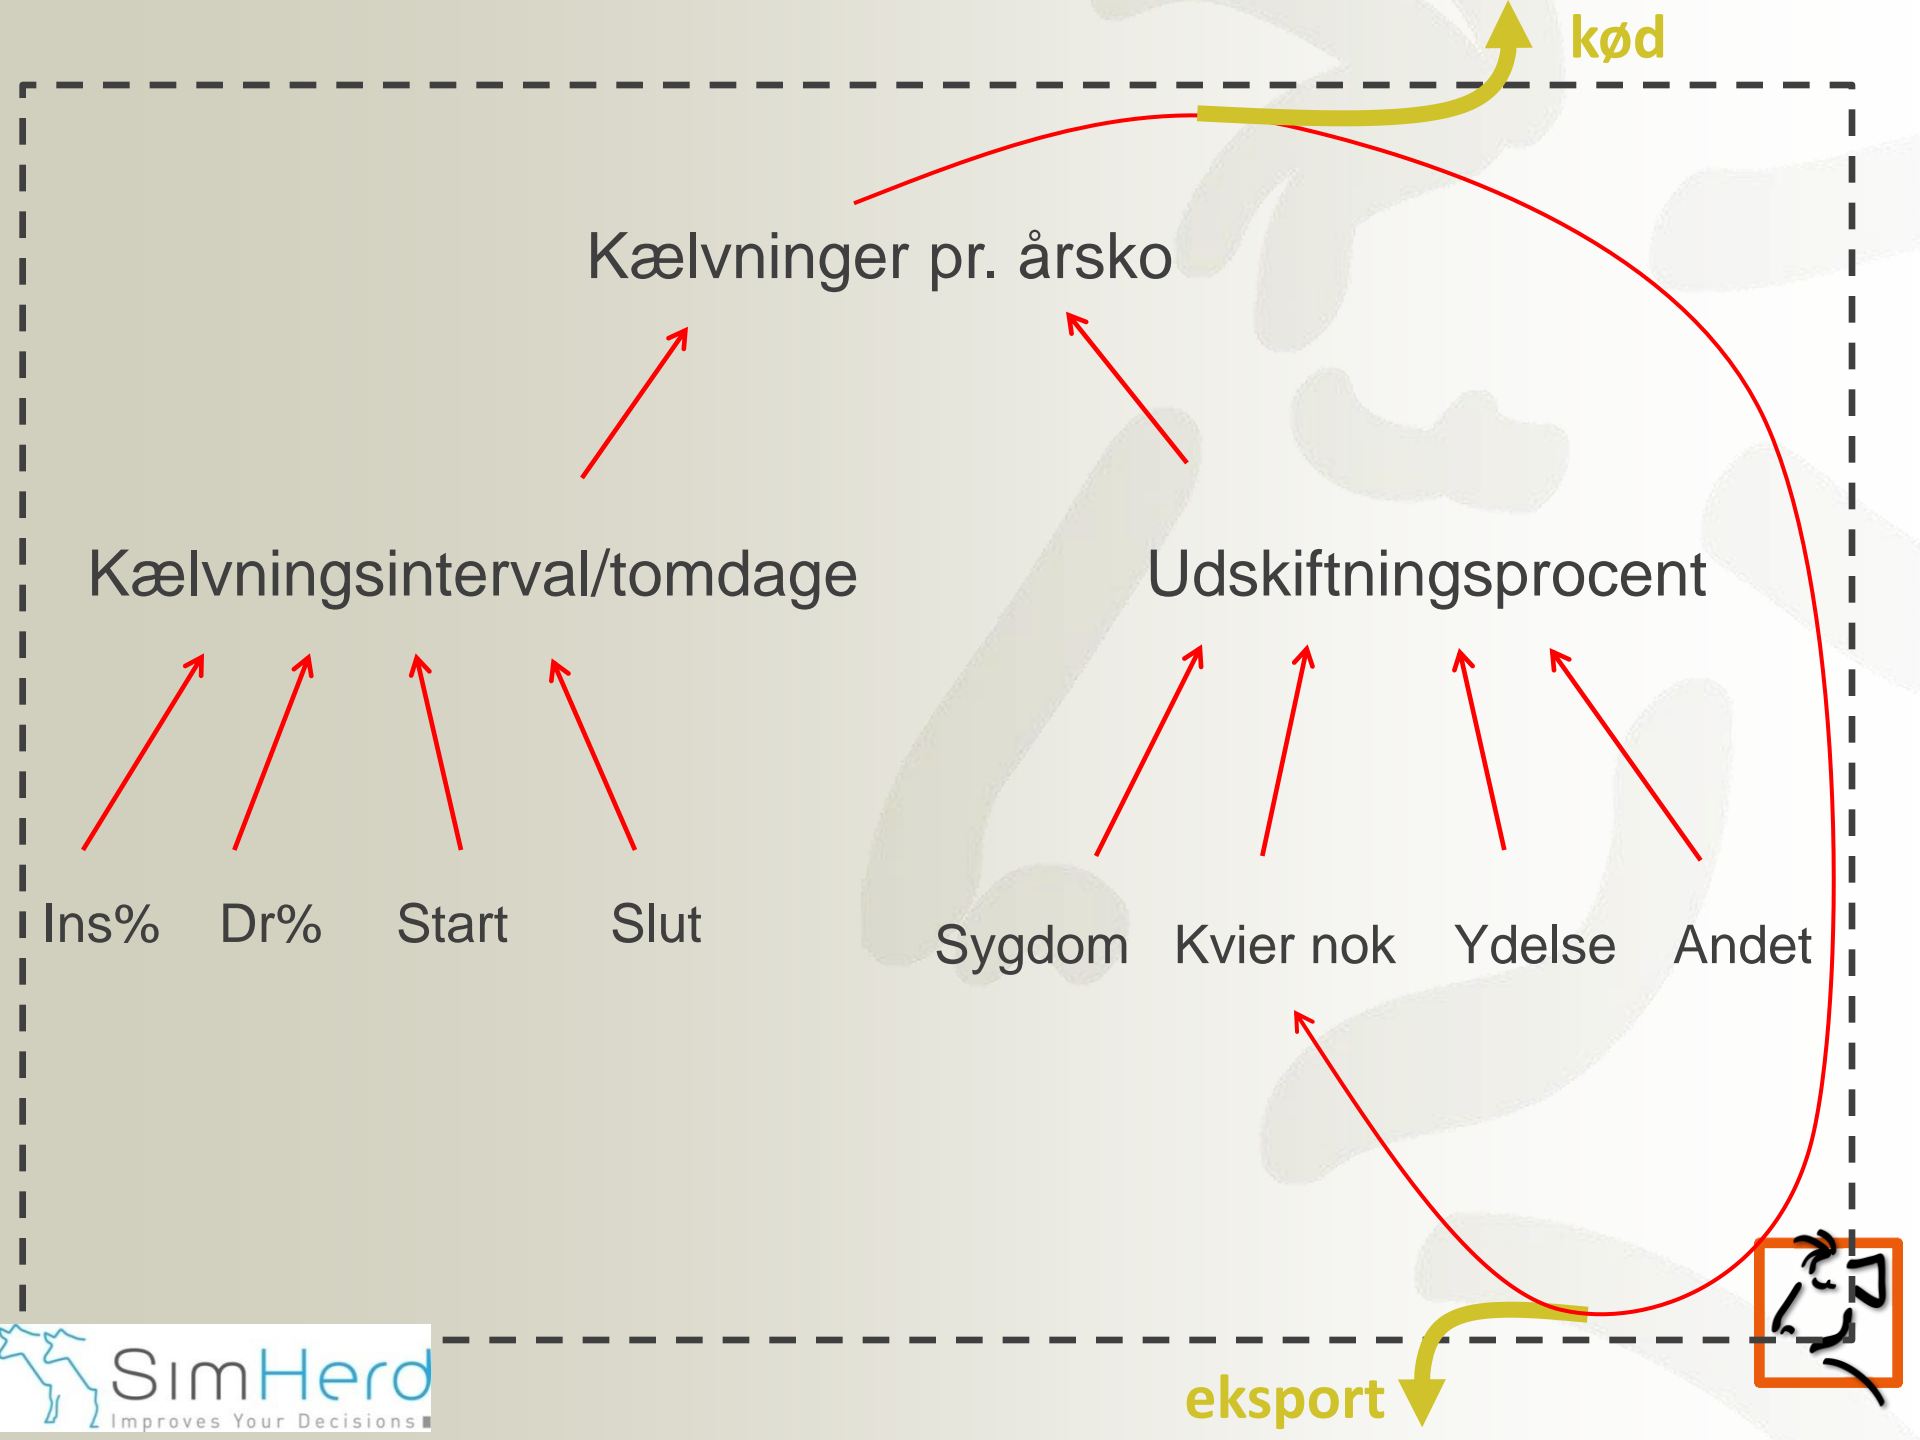 kød
Kælvninger pr. årsko
Kælvningsinterval/tomdage
Udskiftningsprocent
Ins%
Dr%
Start
Slut
Sygdom
Kvier nok
Ydelse
Andet
eksport
SimHerd
Improves Your Decisions